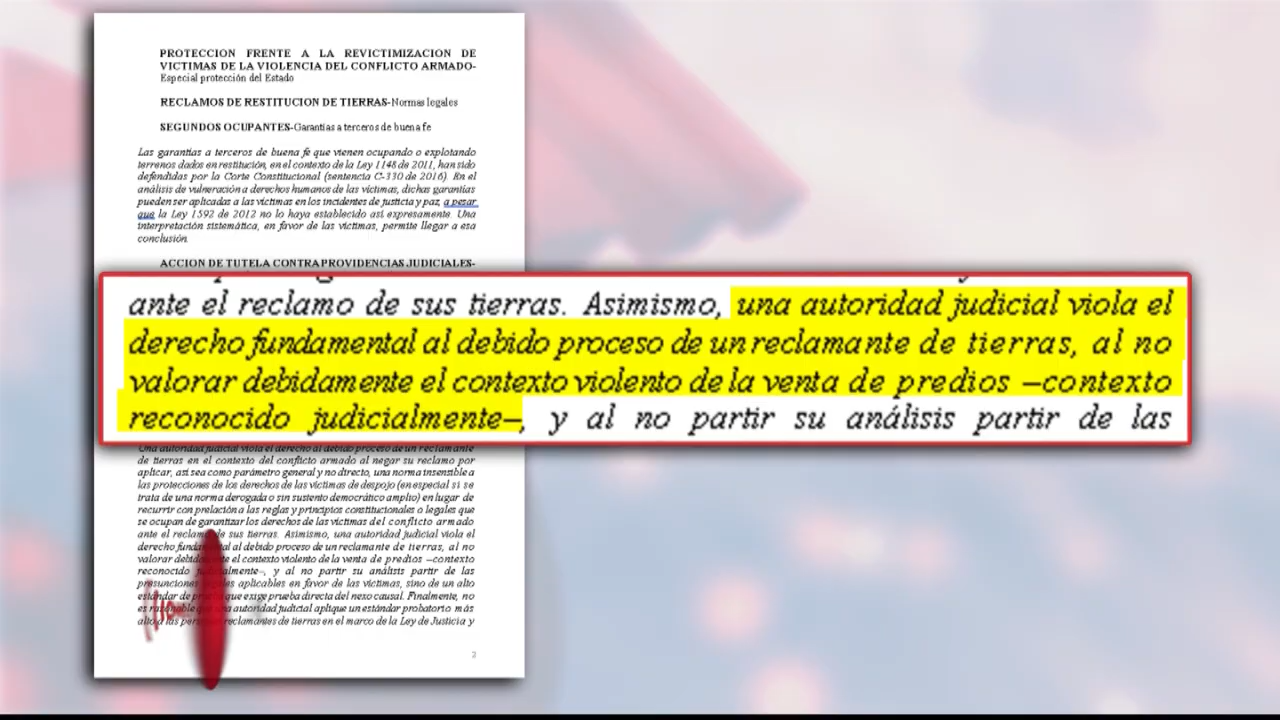 PROTECCION FRENTE A LA REVICTIMIZACION DE
VICTIMAS DE LA VIOLENCIA DEL CONFLICTO ARMADO-
Especial protección del Estado
RECLAMOS DE RESTITUCION DE TIERRAS-Normas legales
SEGUNDOS OCUPANTES-Garantías a terceros de buena fe
Las garantías a terceros de buena fe que vienen ocupando o explotando
terrenos dados en restitución, en el contexto de la Ley 1148 de 2011, han sido
defendidas por la Corte Constitucional (sentencia C-330 de 2016). En el
análisis de vulneración a derechos humanos de las víctimas, dichas garantías
pueden ser aplicadas a las víctimas en los incidentes de justicia y paz, a pesar
que la Ley 1592 de 2012 no lo haya establecido así expresamente. Una
interpretación sistemática, en favor de las víctimas, permite llegar a esa
conclusión.
ACCION DE TUTELA CONTRA PROVIDENCIAS JUDICIALES-
ante el reclamo de sus tierras. Asimismo, una autoridad judicial viola el
derecho fundamental al debido proceso de un reclamante de tierras, al no
valorar debidamente el contexto violento de la venta de predios –contexto
reconocido judicialmente–, y al no partir su análisis partir de las
Una autoridad judicial viola el derecho al debido proceso de un reclamante
de tierras en el contexto del conflicto armado al negar su reclamo por
aplicar, así sea como parámetro general y no directo, una norma insensible a
las protecciones de los derechos de las víctimas de despojo (en especial si se
trata de una norma derogada o sin sustento democrático amplio) en lugar de
recurrir con prelación a las reglas y principios constitucionales o legales que
se ocupan de garantizar los derechos de las víctimas del conflicto armado
ante el reclamo de sus tierras. Asimismo, una autoridad judicial viola el
derecho fundamental al debido proceso de un reclamante de tierras, al no
valorar debidamente el contexto violento de la venta de predios –contexto
reconocido judicialmente–, y al no partir su análisis partir de las
presunciones legales aplicables en favor de las víctimas, sino de un alto
estándar de prueba que exige prueba directa del nexo causal. Finalmente, no
es razonable que una autoridad judicial aplique un estándar probatorio más
alto a las personas reclamantes de tierras en el marco de la Ley de Justicia y
2